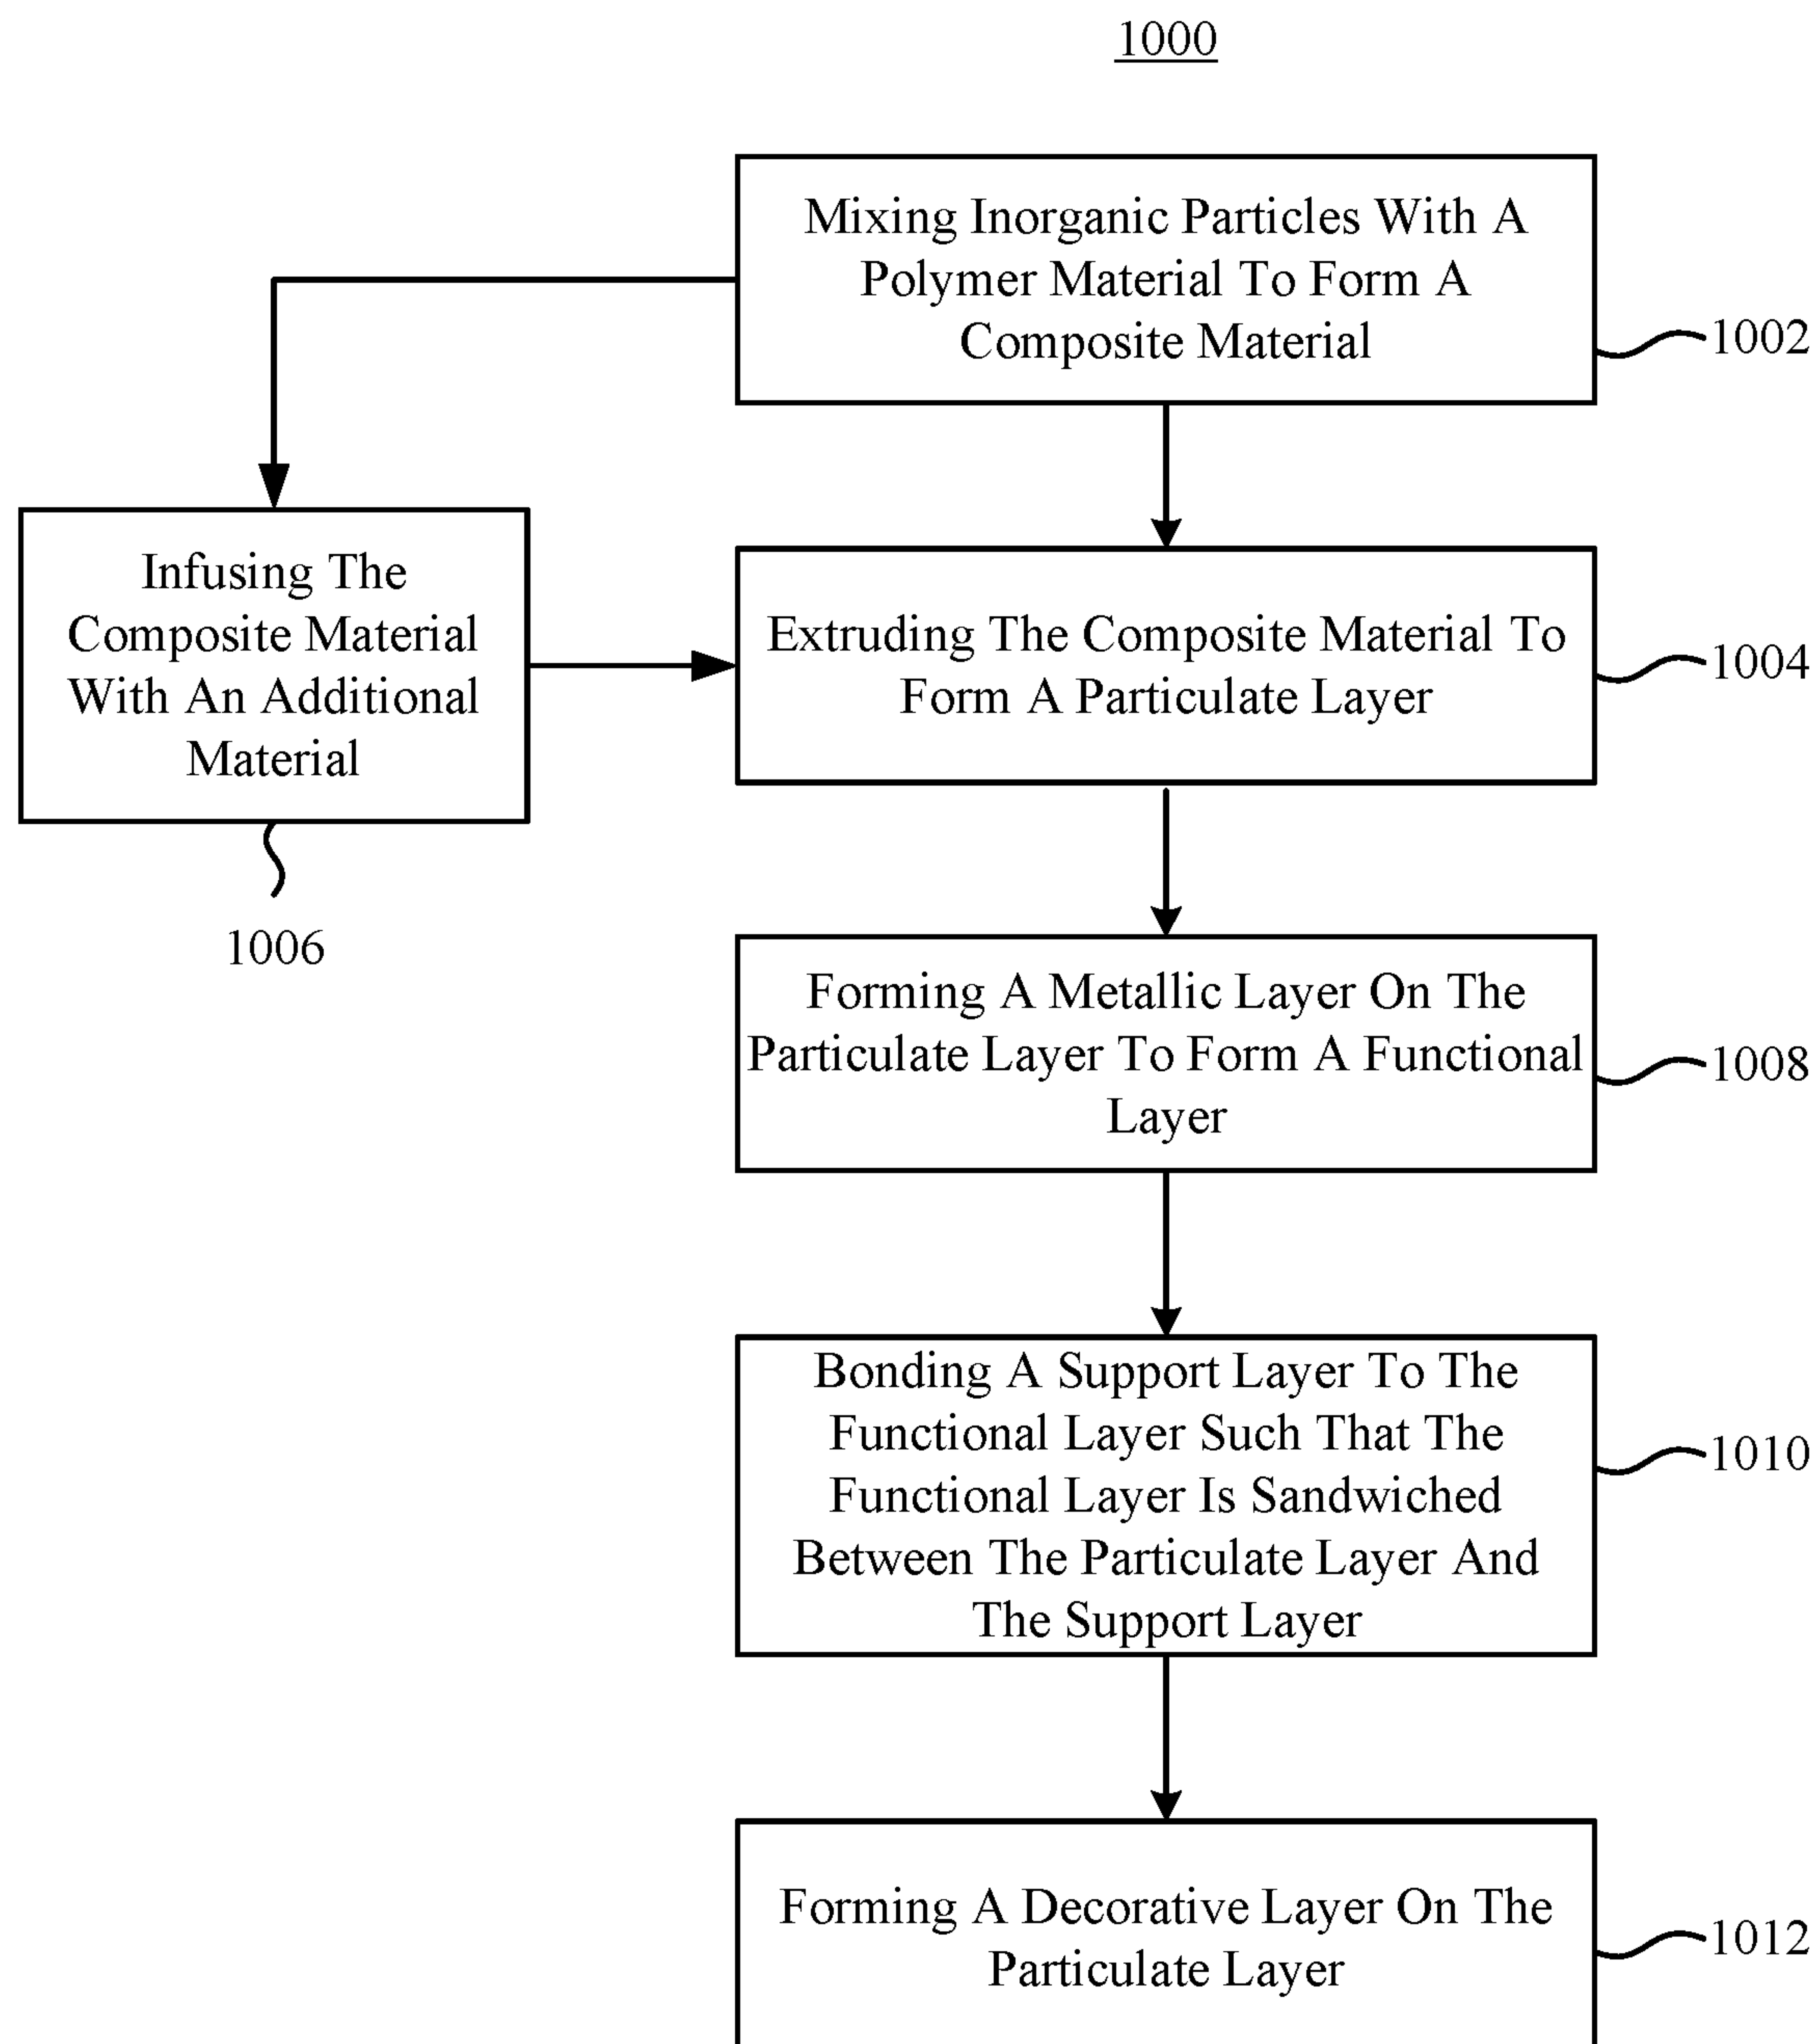 1000
Mixing Inorganic Particles With A
Polymer Material To Form A
Composite Material
1002
Infusing The
Composite Material
With An Additional
Material
1006
Extruding The Composite Material To
Form A Particulate Layer
1004
Forming A Metallic Layer On The
Particulate Layer To Form A Functional
Layer
1008
Bonding A Support Layer To The
Functional Layer Such That The
Functional Layer Is Sandwiched
Between The Particulate Layer And
The Support Layer
1010
Forming A Decorative Layer On The
Particulate Layer
1012